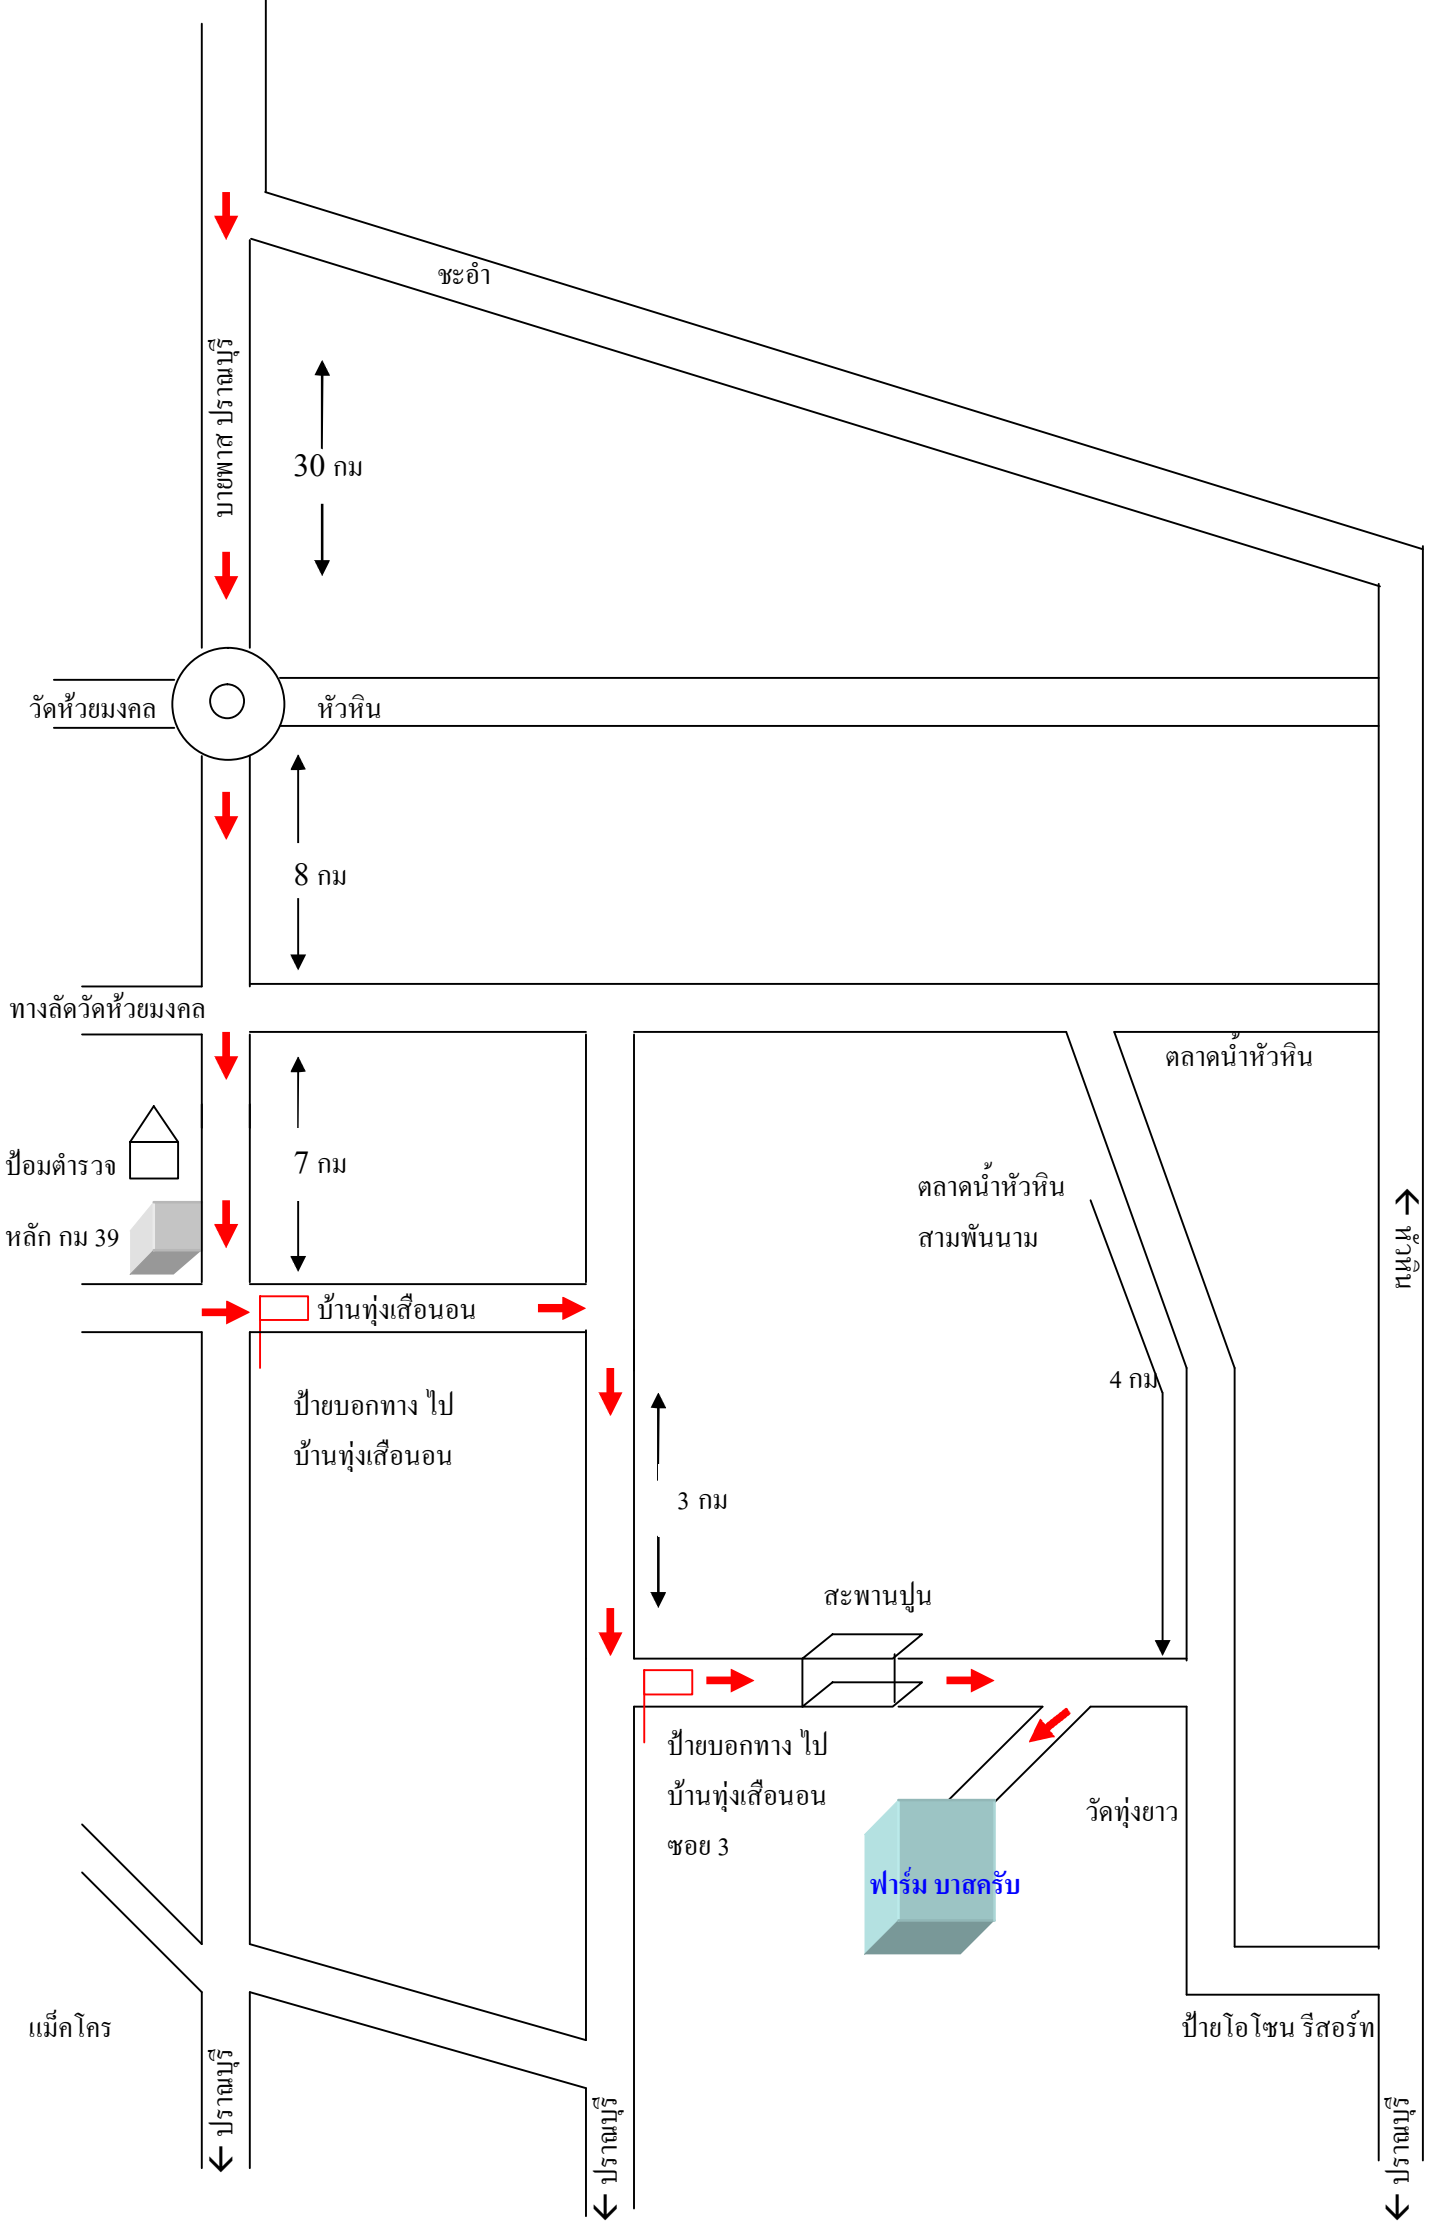 ชะอำ
บายพาส ปราณบุรี
30 กม
วัดห้วยมงคล
หัวหิน
8 กม
ทางลัดวัดห้วยมงคล
ตลาดน้ำหัวหิน
ป้อมตำรวจ
7 กม
ตลาดน้ำหัวหิน
สามพันนาม
หลัก กม 39
← หัวหิน
บ้านทุ่งเสือนอน
4 กม
ป้ายบอกทาง ไป
บ้านทุ่งเสือนอน
3 กม
สะพานปูน
ป้ายบอกทาง ไป
บ้านทุ่งเสือนอน
ซอย 3
วัดทุ่งยาว
ฟาร์ม บาสครับ
แม็คโคร
ป้ายโอโซน รีสอร์ท
← ปราณบุรี
← ปราณบุรี
← ปราณบุรี